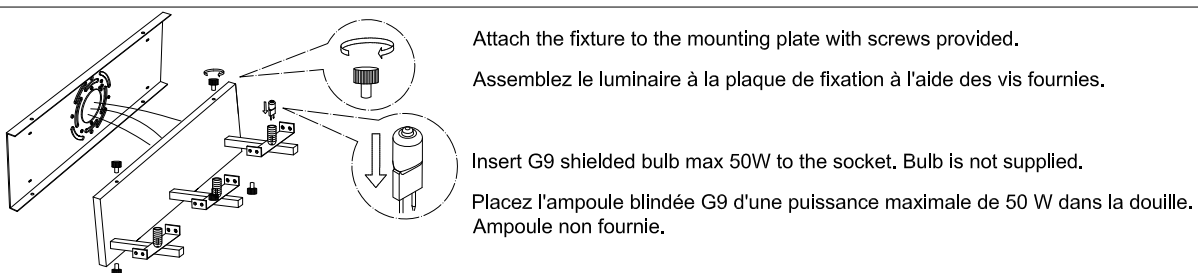 Attach the fixture to the mounting plate with screws provided.
Assemblez le luminaire à la plaque de fixation à l'aide des vis fournies.
Insert G9 shielded bulb max 50W to the socket. Bulb is not supplied.
Placez l'ampoule blindée G9 d'une puissance maximale de 50 W dans la douille.
Ampoule non fournie.